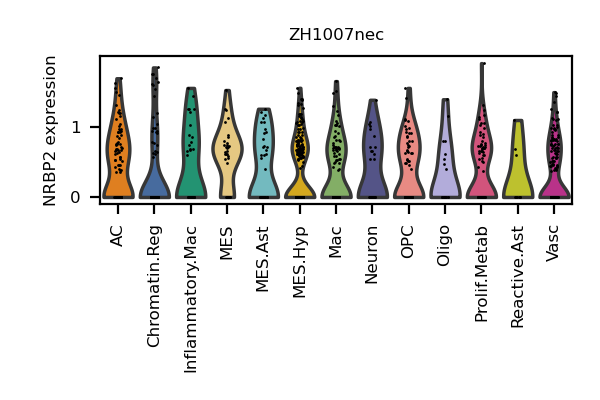 ZH1007nec
NRBP2 expression
1
0
AC
Chromatin.Reg
Inflammatory.Mac
MES
MES.Ast
MES.Hyp
Mac
Neuron
OPC
Oligo
Prolif.Metab
Reactive.Ast
Vasc